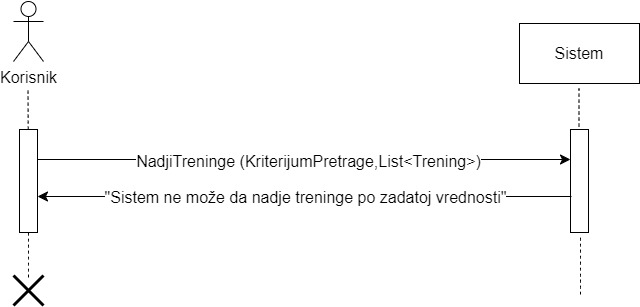 Korisnik
Sistem
NadjiTreninge (KriterijumPretrage,List<Trening>)
"Sistem ne može da nadje treninge po zadatoj vrednosti"